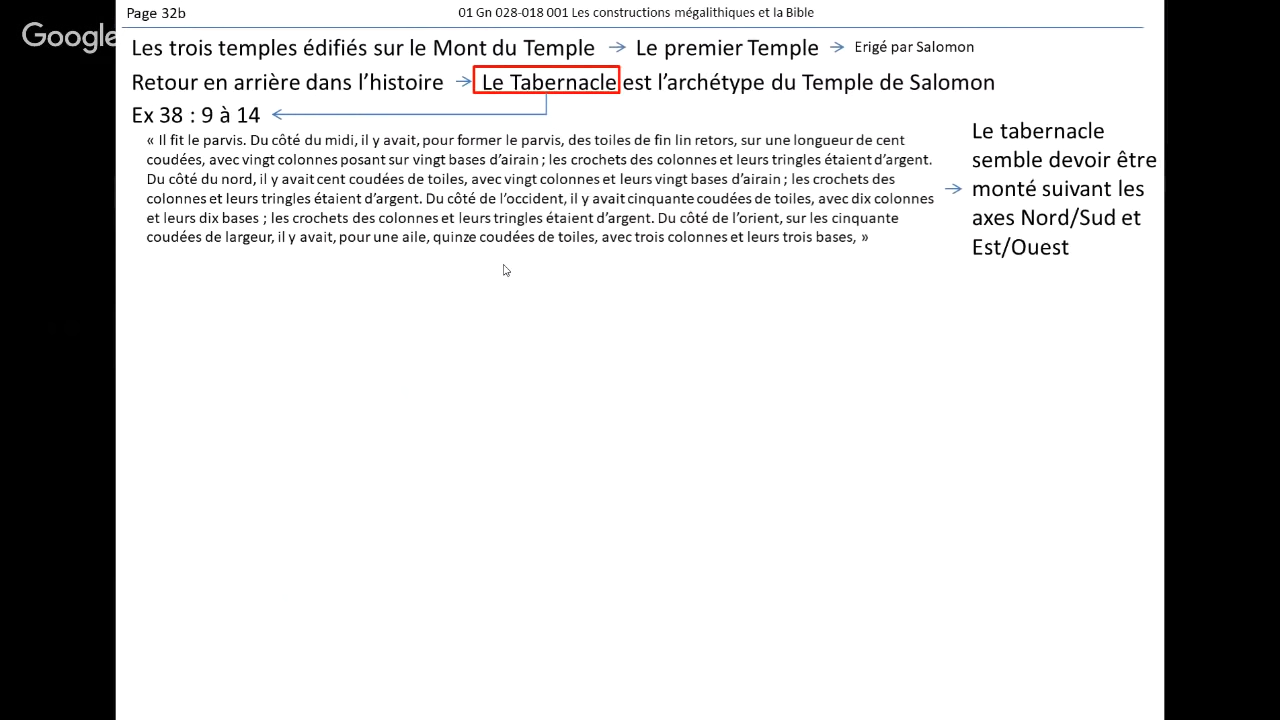 Page 32b
01 Gn 028-018 001 Les constructions mégalithiques et la Bible
Google
Les trois temples édifiés sur le Mont du Temple → Le premier Temple → Erigé par Salomon
Retour en arrière dans l'histoire → Le Tabernacle est l'archétype du Temple de Salomon
Ex 38 : 9 à 14
« Il fit le parvis. Du côté du midi, il y avait, pour former le parvis, des toiles de fin lin retors, sur une longueur de cent
coudées, avec vingt colonnes posant sur vingt bases d'airain ; les crochets des colonnes et leurs tringles étaient d'argent.
Du côté du nord, il y avait cent coudées de toiles, avec vingt colonnes et leurs vingt bases d'airain ; les crochets des
colonnes et leurs tringles étaient d'argent. Du côté de l'occident, il y avait cinquante coudées de toiles, avec dix colonnes
et leurs dix bases ; les crochets des colonnes et leurs tringles étaient d'argent. Du côté de l'orient, sur les cinquante
coudées de largeur, il y avait, pour une aile, quinze coudées de toiles, avec trois colonnes et leurs trois bases, »
Le tabernacle
semble devoir être
monté suivant les
axes Nord/Sud et
Est/Ouest